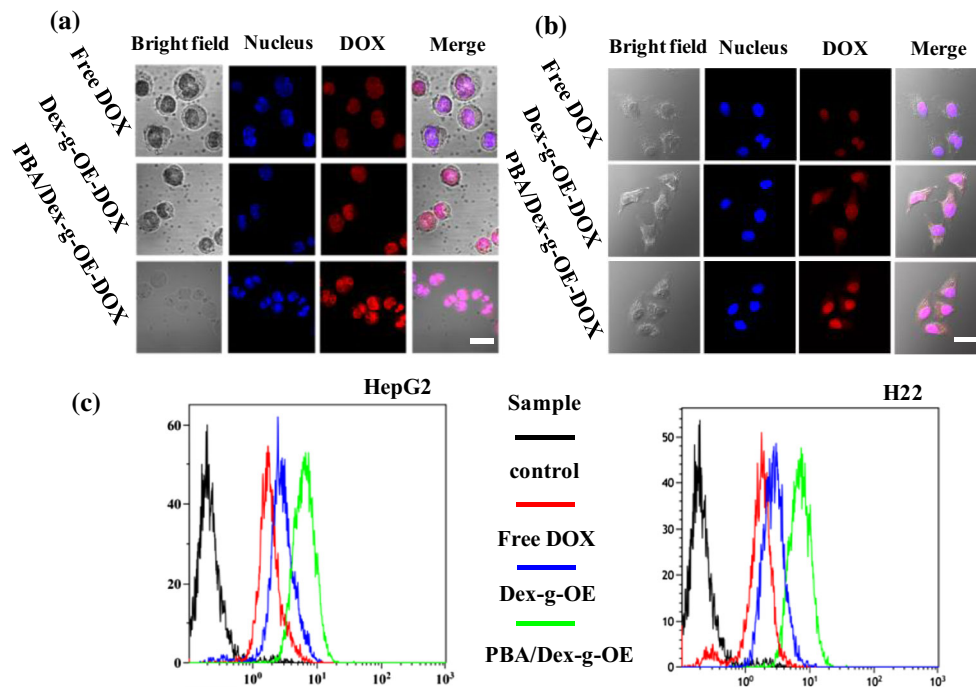 (a)
Bright field Nucleus DOX Merge
Free DOX
Dex-g-OE-DOX
PBA/Dex-g-OE-DOX
(b)
Bright field Nucleus DOX Merge
Free DOX
Dex-g-OE-DOX
PBA/Dex-g-OE-DOX
(c)
HepG2
60
40
20
0
10⁰ 10¹ 10² 10³
Sample
control
Free DOX
Dex-g-OE
PBA/Dex-g-OE
H22
50
40
30
20
10
0
10⁰ 10¹ 10² 10³